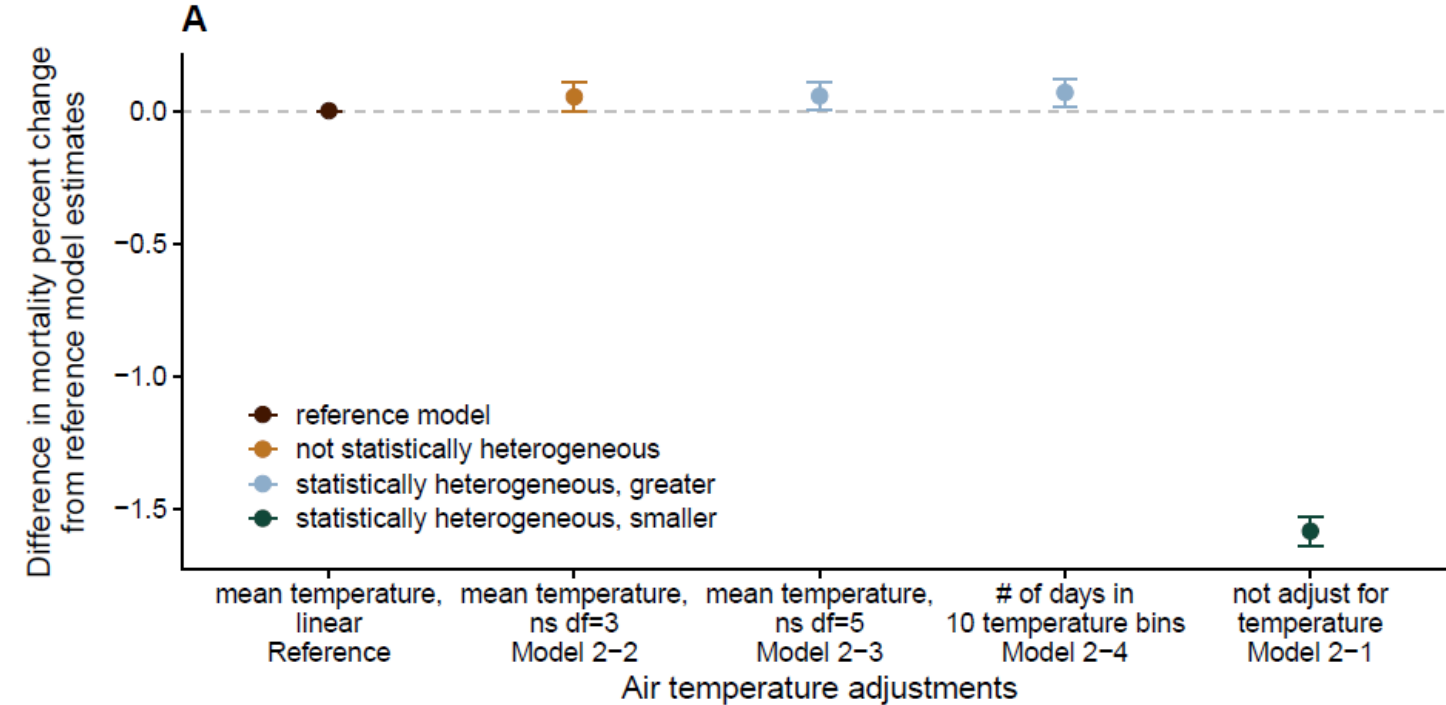 A
Difference in mortality percent change
from reference model estimates
0.0
−0.5
−1.0
−1.5
reference model
not statistically heterogeneous
statistically heterogeneous, greater
statistically heterogeneous, smaller
mean temperature,
linear
Reference
mean temperature,
ns df=3
Model 2−2
mean temperature,
ns df=5
Model 2−3
# of days in
10 temperature bins
Model 2−4
not adjust for
temperature
Model 2−1
Air temperature adjustments